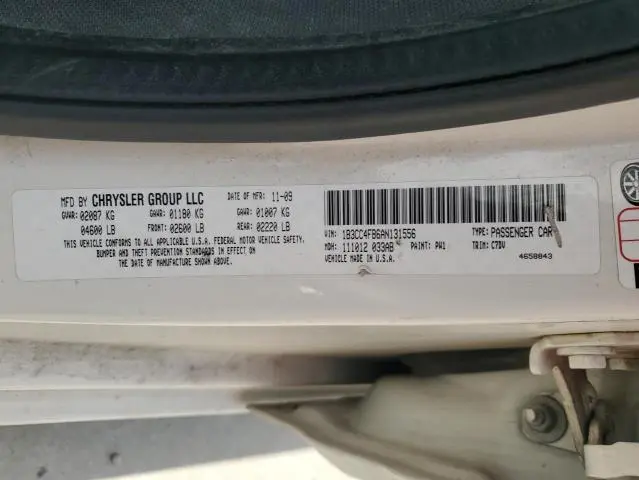 MFD BY CHRYSLER GROUP LLC DATE OF MFR: 11-09
GVWR: 02087 KG GAWR: 01180 KG GAWR: 01007 KG
04600 LB FRONT: 02600 LB REAR: 02220 LB
THIS VEHICLE CONFORMS TO ALL APPLICABLE U.S.A. FEDERAL MOTOR VEHICLE SAFETY,
BUMPER AND THEFT PREVENTION STANDARDS IN EFFECT ON
THE DATE OF MANUFACTURE SHOWN ABOVE.
VIN: 1B3CC4FB6AN131556 TYPE: PASSENGER CAR
MDH: 111012 033AB PAINT: PW1 TRIM: C7DV
VEHICLE MADE IN U.S.A. 4658843